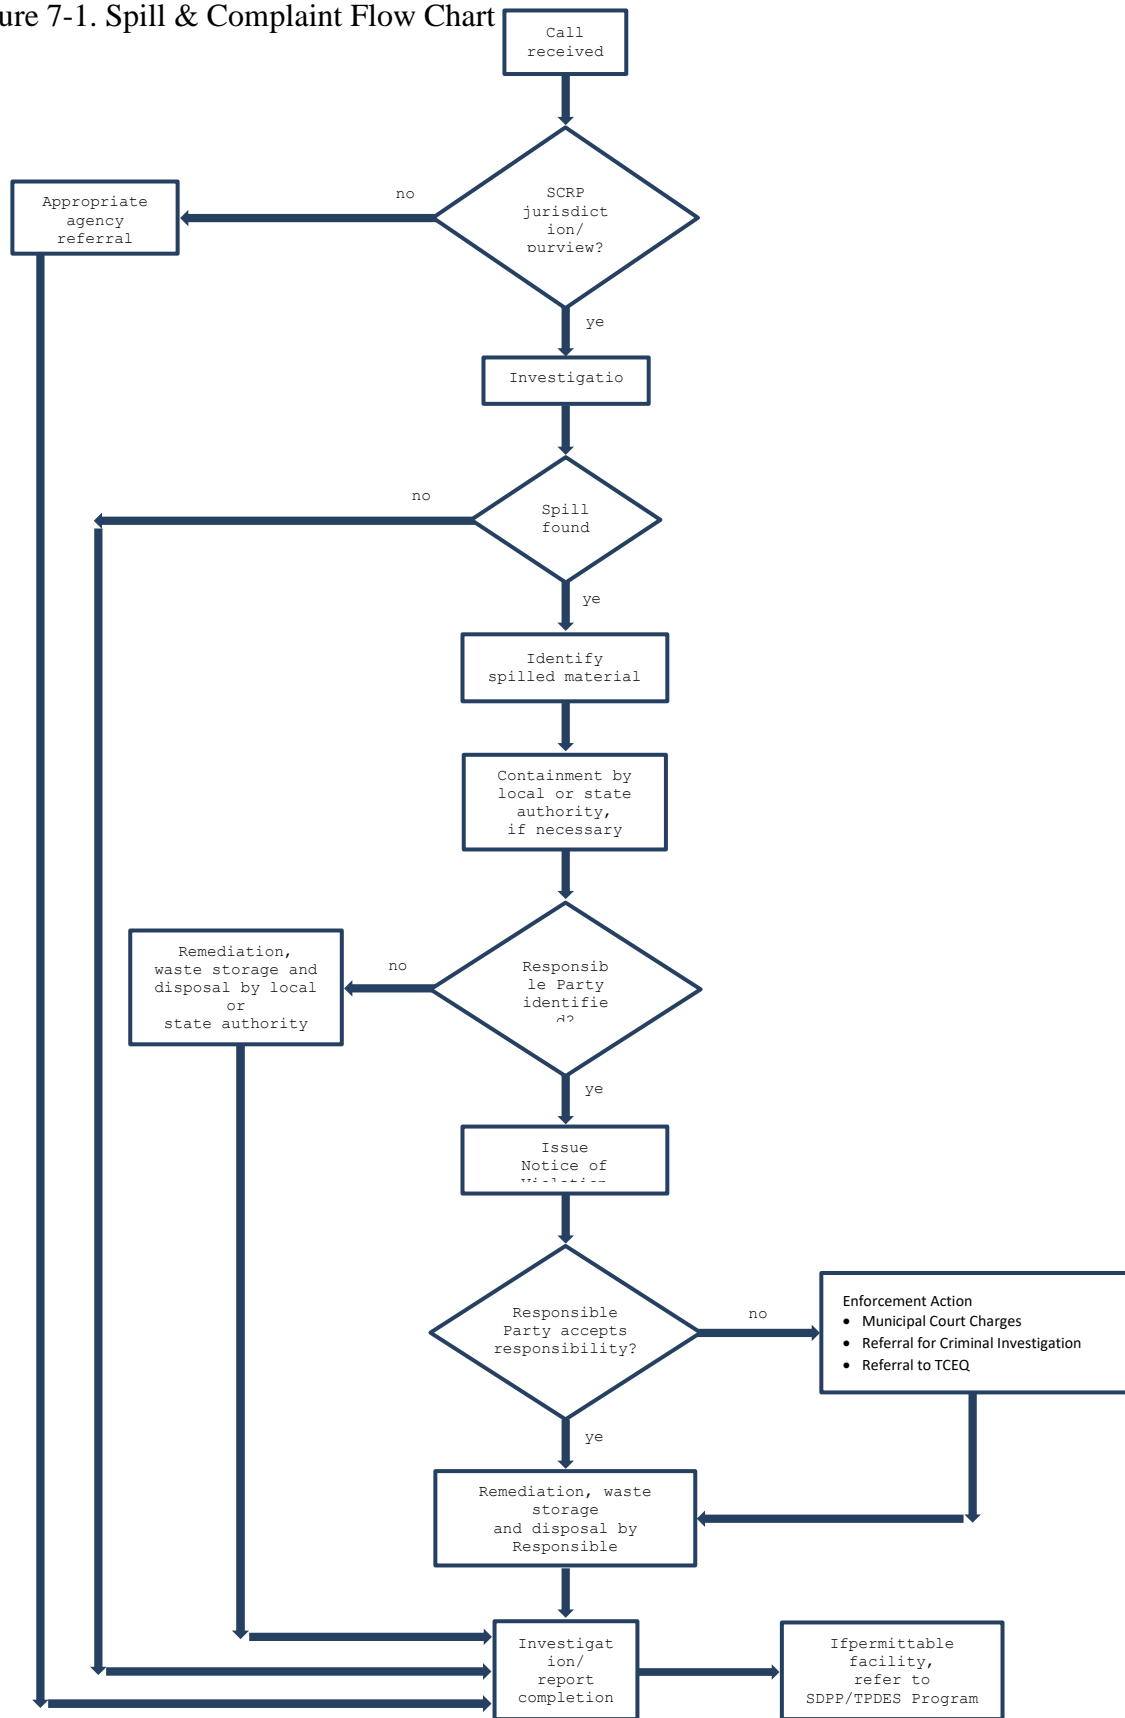 ure 7-1. Spill & Complaint Flow Chart
Call
received
SCRP
jurisdict
ion/
purview?
no
Appropriate
agency
referral
ye
Investigatio
Spill
found
no
ye
Identify
spilled material
Containment by
local or state
authority,
if necessary
Responsib
le Party
identifie
d?
no
Remediation,
waste storage and
disposal by local
or
state authority
ye
Issue
Notice of
Violation
Responsible
Party accepts
responsibility?
no
Enforcement Action
• Municipal Court Charges
• Referral for Criminal Investigation
• Referral to TCEQ
ye
Remediation, waste
storage
and disposal by
Responsible
Investigat
ion/
report
completion
Ifpermittable
facility,
refer to
SDPP/TPDES Program